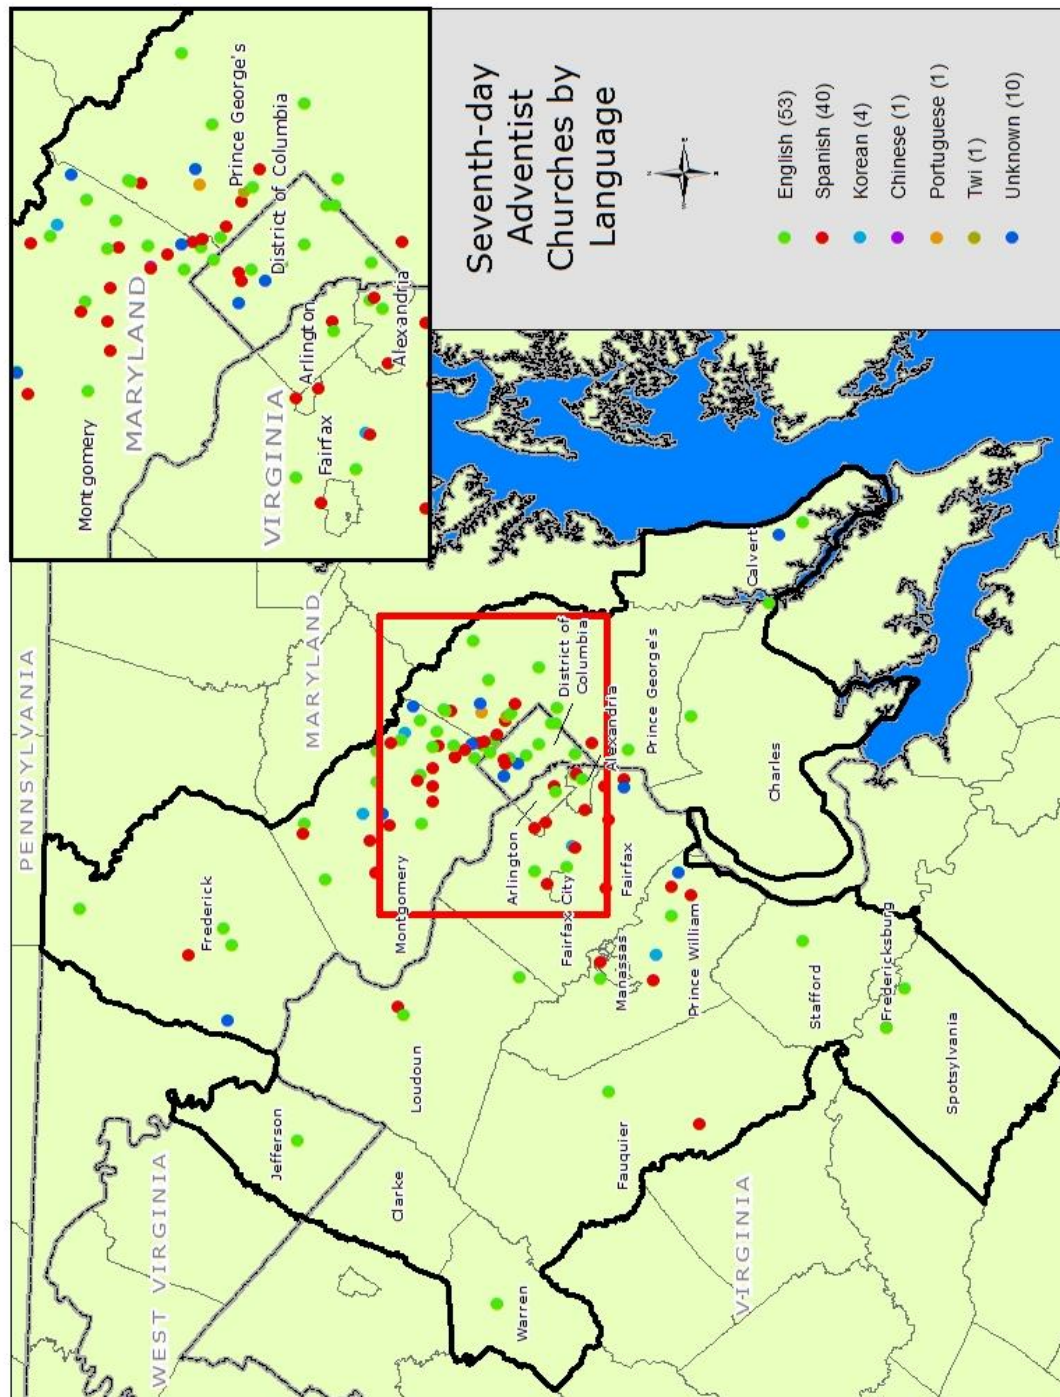 Seventh-day
Adventist
Churches by
Language
N
English (53)
Spanish (40)
Korean (4)
Chinese (1)
Portuguese (1)
Twi (1)
Unknown (10)
Montgomery
MARYLAND
Prince George's
District of Columbia
VIRGINIA
Arlington
Fairfax
Alexandria
PENNSYLVANIA
MARYLAND
WEST VIRGINIA
Frederick
Jefferson
Montgomery
Clarke
Loudoun
Arlington
District of
Columbia
Warren
Fairfax City
Alexandria
Fauquier
Manassas
Fairfax
Prince George's
Prince William
VIRGINIA
Calvert
Charles
Stafford
Fredericksburg
Spotsylvania